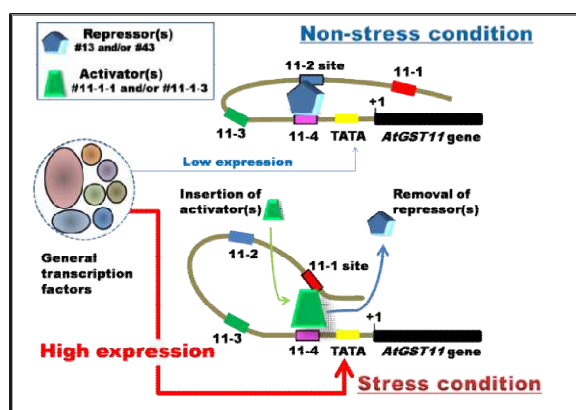 Repressor(s)
#13 and/or #43
Activator(s)
#11-1-1 and/or #11-1-3
Non-stress condition
11-2 site
11-1
11-3
11-4
TATA
+1
AtGST11 gene
Low expression
General
transcription
factors
Insertion of
activator(s)
Removal of
repressor(s)
11-2
11-1 site
11-3
11-4
TATA
+1
AtGST11 gene
High expression
Stress condition